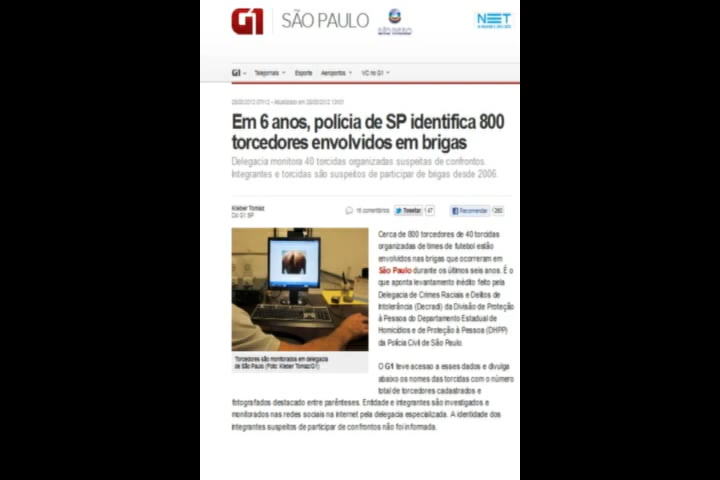 G1 SÃO PAULO
NET
G1 Telejornais Esporte Aeroportos VC no G1
Em 6 anos, polícia de SP identifica 800
torcedores envolvidos em brigas
Delegacia monitora 40 torcidas organizadas suspeitas de confrontos.
Integrantes e torcidas são suspeitos de participar de brigas desde 2006.
Kleber Tomaz
Do G1 SP
16 comentários Tweetar 147 Recomendar
Cerca de 800 torcedores de 40 torcidas
organizadas de times de futebol estão
envolvidos nas brigas que ocorreram em
São Paulo durante os últimos seis anos. É o
que aponta levantamento inédito feito pela
Delegacia de Crimes Raciais e Delitos de
Intolerância (Decradi) da Divisão de Proteção
à Pessoa do Departamento Estadual de
Homicídios e de Proteção à Pessoa (DHPP)
da Polícia Civil de São Paulo.
Torcedores são monitorados em delegacia
de São Paulo (Foto: Kleber Tomaz/G1)
O G1 teve acesso a esses dados e divulga
abaixo os nomes das torcidas com o número
total de torcedores cadastrados e
fotografados destacado entre parênteses. Entidade e integrantes são investigados e
monitorados nas redes sociais na internet pela delegacia especializada. A identidade dos
integrantes suspeitos de participar de confrontos não foi informada.